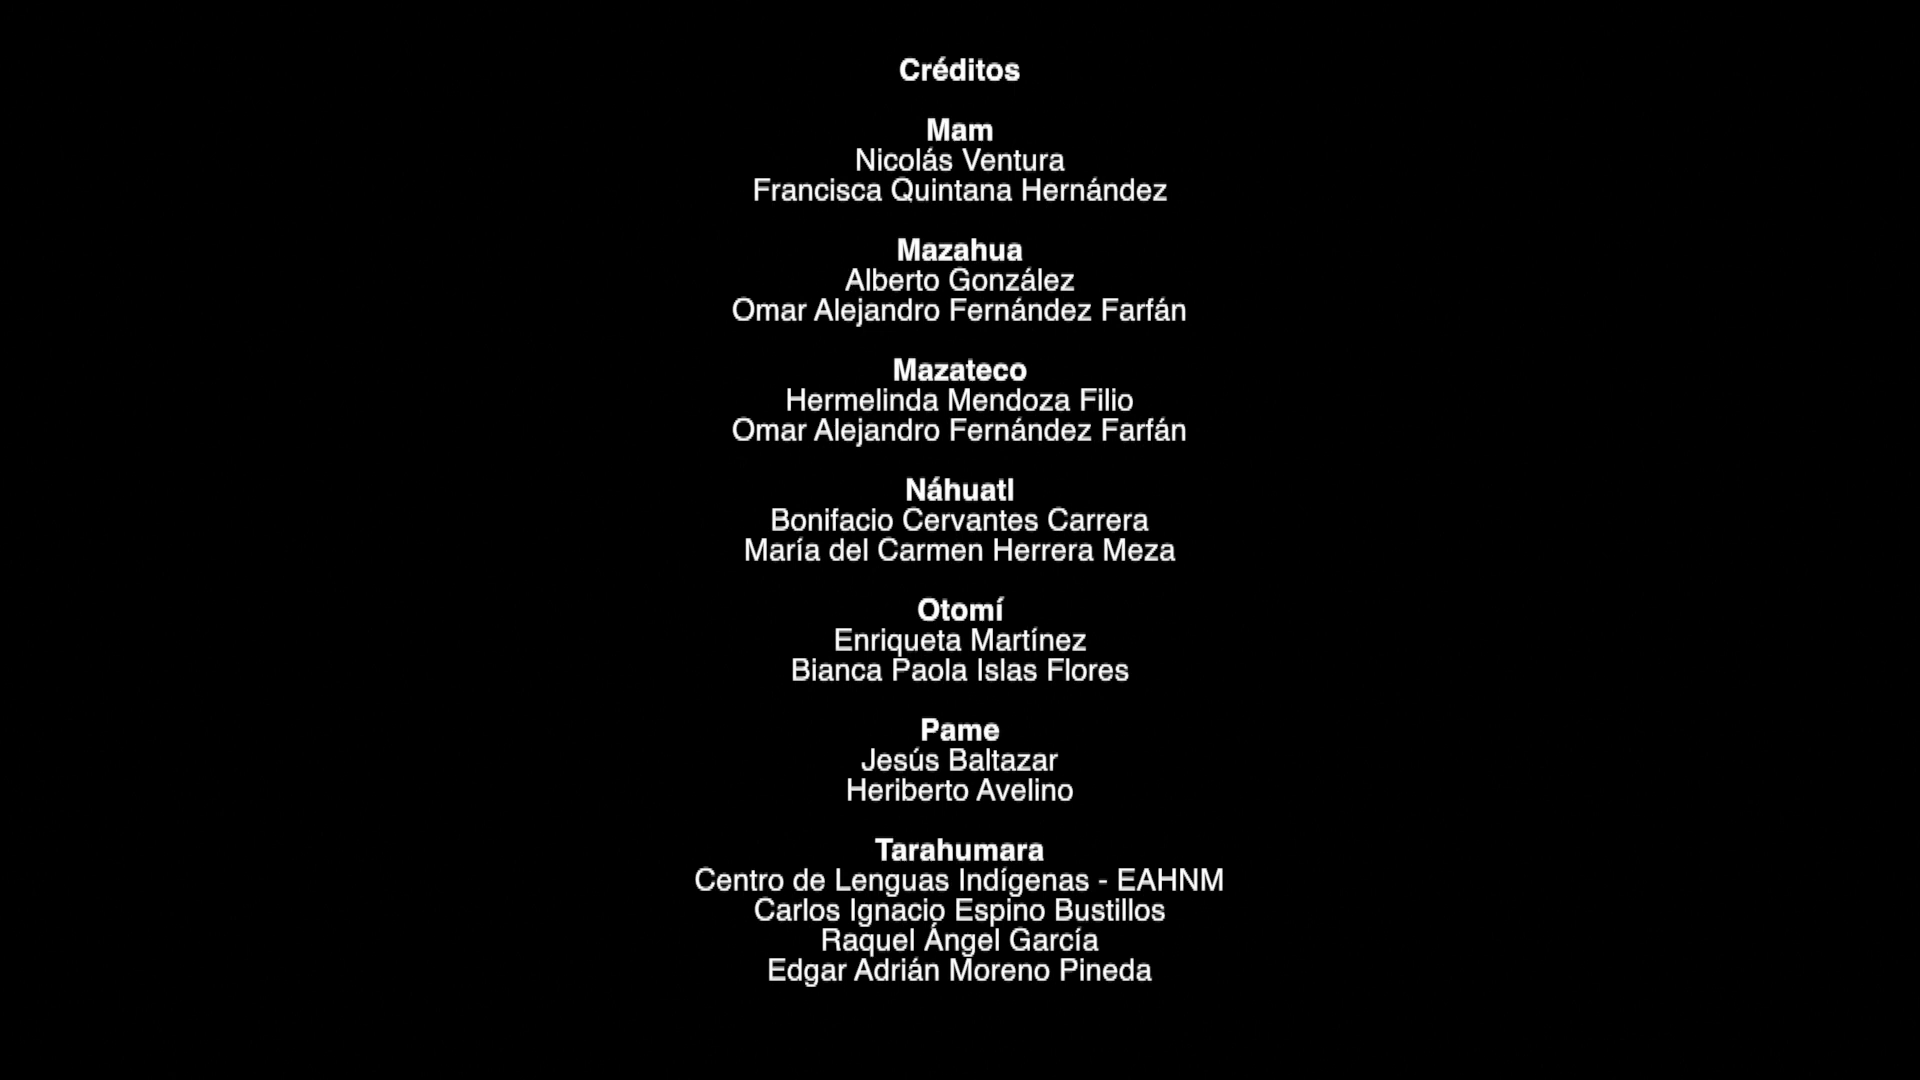 Créditos
Mam
Nicolás Ventura
Francisca Quintana Hernández
Mazahua
Alberto González
Omar Alejandro Fernández Farfán
Mazateco
Hermelinda Mendoza Filio
Omar Alejandro Fernández Farfán
Náhuatl
Bonifacio Cervantes Carrera
María del Carmen Herrera Meza
Otomí
Enriqueta Martínez
Bianca Paola Islas Flores
Pame
Jesús Baltazar
Heriberto Avelino
Tarahumara
Centro de Lenguas Indígenas - EAHNM
Carlos Ignacio Espino Bustillos
Raquel Ángel García
Edgar Adrián Moreno Pineda